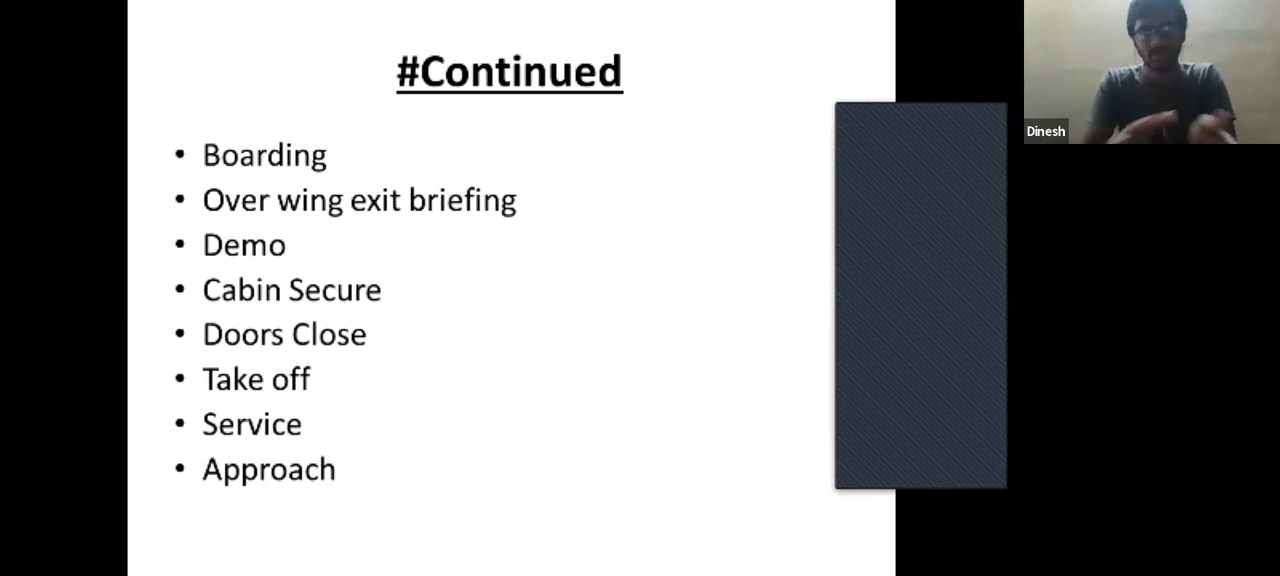 #Continued
• Boarding
• Over wing exit briefing
• Demo
• Cabin Secure
• Doors Close
• Take off
• Service
• Approach
Dinesh